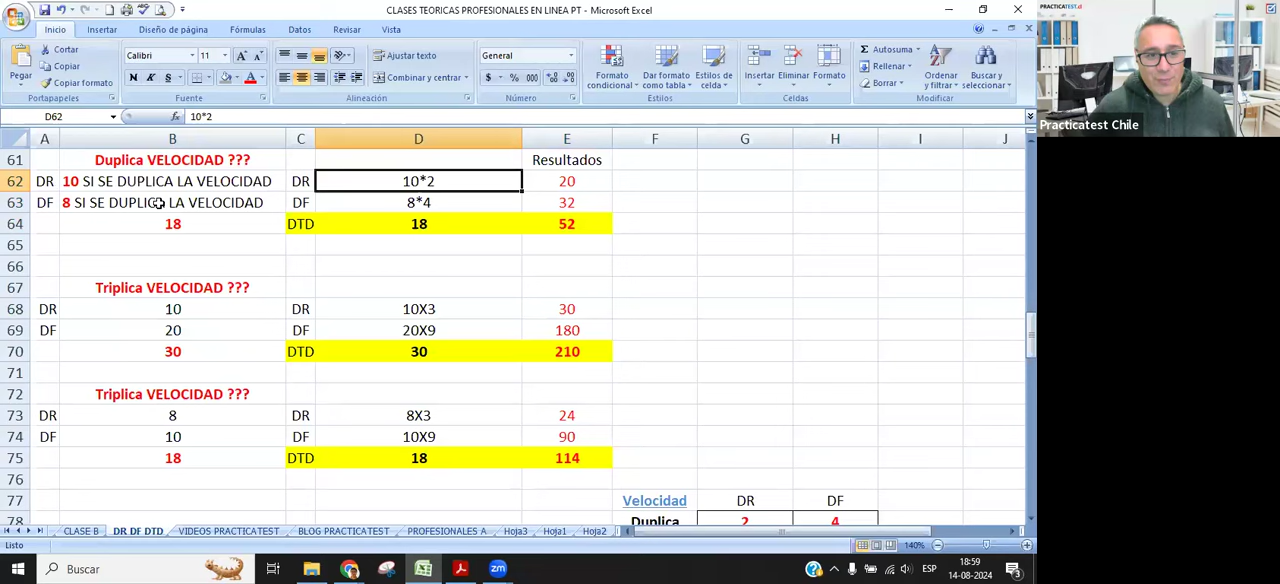 CLASES TEORICAS PROFESIONALES EN LINEA PT - Microsoft Excel
Inicio Insertar Diseño de página Fórmulas Datos Revisar Vista
Pegar Cortar Copiar Copiar formato Portapapeles
Calibri 11 N K S Fuente
Ajustar texto Combinar y centrar Alineación
General $ % 000 Número
Formato condicional Dar formato como tabla Estilos de celda Estilos
Insertar Eliminar Formato Celdas
Autosuma Rellenar Borrar Ordenar y filtrar Buscar y seleccionar Modificar
PRACTICATEST.cl
Practicatest Chile
D62 fx 10*2
A B C D E F G H I J
61 Duplica VELOCIDAD ??? Resultados
62 DR 10 SI SE DUPLICA LA VELOCIDAD DR 10*2 20
63 DF 8 SI SE DUPLICA LA VELOCIDAD DF 8*4 32
64 18 DTD 18 52
65
66
67 Triplica VELOCIDAD ???
68 DR 10 DR 10X3 30
69 DF 20 DF 20X9 180
70 30 DTD 30 210
71
72 Triplica VELOCIDAD ???
73 DR 8 DR 8X3 24
74 DF 10 DF 10X9 90
75 18 DTD 18 114
76
77 Velocidad DR DF
78 Duplica 2 4
CLASE B DR DF DTD VIDEOS PRACTICATEST BLOG PRACTICATEST PROFESIONALES A Hoja3 Hoja1 Hoja2
Listo 140%
Buscar ESP 18:59
14-08-2024 3